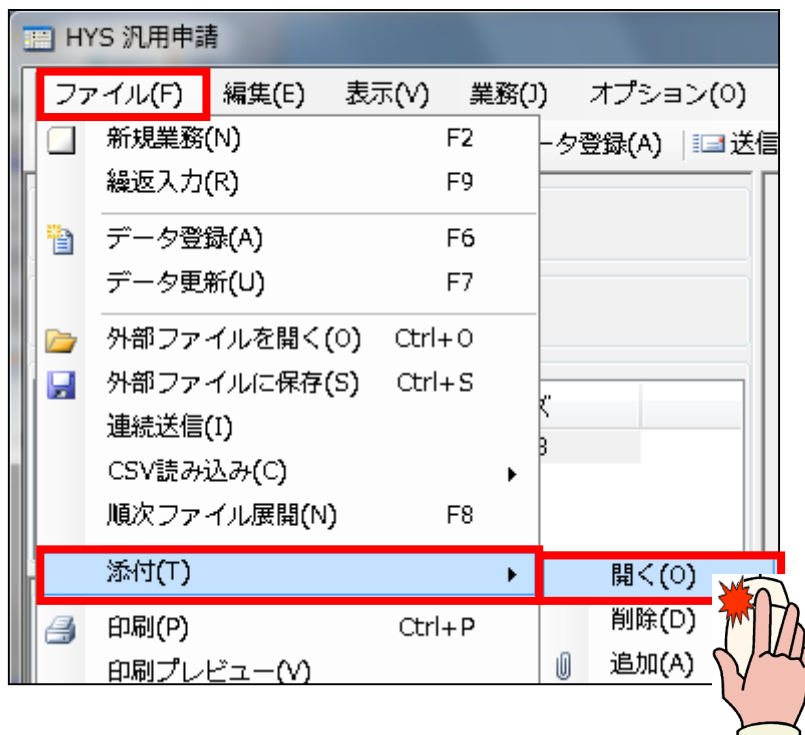 HYS 汎用申請
ファイル(F) 編集(E) 表示(V) 業務(J) オプション(O)
新規業務(N) F2
ータ登録(A) 送信
繰返入力(R) F9
データ登録(A) F6
データ更新(U) F7
外部ファイルを開く(O) Ctrl+O
外部ファイルに保存(S) Ctrl+S
連続送信(I)
CSV読み込み(C)
順次ファイル展開(N) F8
添付(T) 開く(O)
印刷(P) Ctrl+P 削除(D)
印刷プレビュー(V) 追加(A)